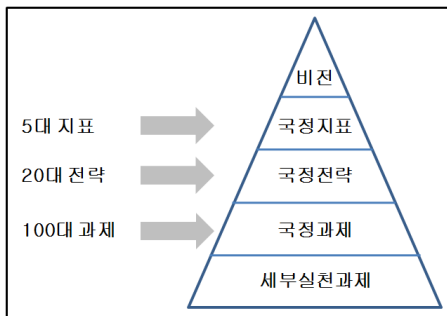 비전
5대 지표
국정지표
20대 전략
국정전략
100대 과제
국정과제
세부실천과제